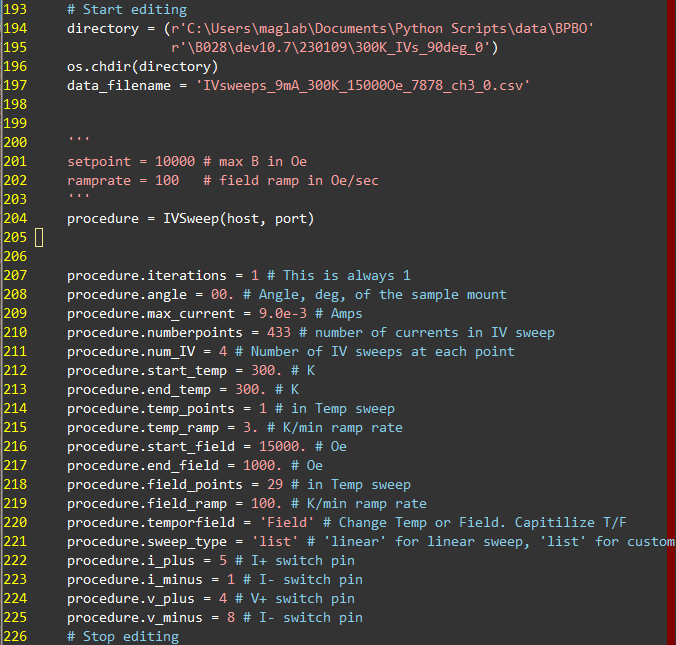 193 # Start editing
194 directory = (r'C:\Users\maglab\Documents\Python Scripts\data\BPBO'
195 r'\B028\dev10.7\230109\300K_IVs_90deg_0')
196 os.chdir(directory)
197 data_filename = 'IVsweeps_9mA_300K_15000Oe_7878_ch3_0.csv'
198
199
200 '''
201 setpoint = 10000 # max B in Oe
202 ramprate = 100 # field ramp in Oe/sec
203 '''
204 procedure = IVSweep(host, port)
205
206
207 procedure.iterations = 1 # This is always 1
208 procedure.angle = 00. # Angle, deg, of the sample mount
209 procedure.max_current = 9.0e-3 # Amps
210 procedure.numberpoints = 433 # number of currents in IV sweep
211 procedure.num_IV = 4 # Number of IV sweeps at each point
212 procedure.start_temp = 300. # K
213 procedure.end_temp = 300. # K
214 procedure.temp_points = 1 # in Temp sweep
215 procedure.temp_ramp = 3. # K/min ramp rate
216 procedure.start_field = 15000. # Oe
217 procedure.end_field = 1000. # Oe
218 procedure.field_points = 29 # in Temp sweep
219 procedure.field_ramp = 100. # K/min ramp rate
220 procedure.temporfield = 'Field' # Change Temp or Field. Capitilize T/F
221 procedure.sweep_type = 'list' # 'linear' for linear sweep, 'list' for custom
222 procedure.i_plus = 5 # I+ switch pin
223 procedure.i_minus = 1 # I- switch pin
224 procedure.v_plus = 4 # V+ switch pin
225 procedure.v_minus = 8 # I- switch pin
226 # Stop editing